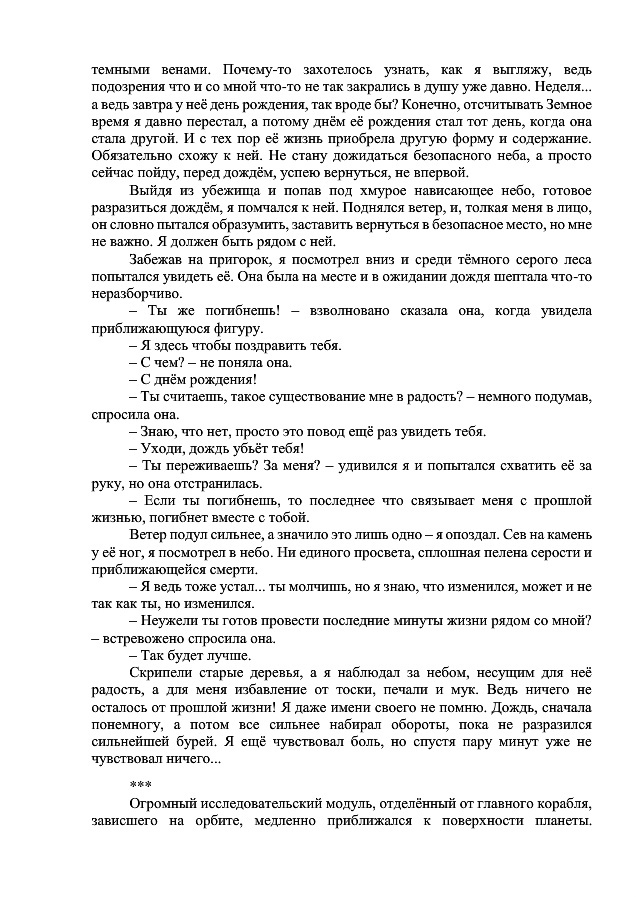 темными венами. Почему-то захотелось узнать, как я выгляжу, ведь
подозрения что и со мной что-то не так закрались в душу уже давно. Неделя...
а ведь завтра у неё день рождения, так вроде бы? Конечно, отсчитывать Земное
время я давно перестал, а потому днём её рождения стал тот день, когда она
стала другой. И с тех пор её жизнь приобрела другую форму и содержание.
Обязательно схожу к ней. Не стану дожидаться безопасного неба, а просто
сейчас пойду, перед дождём, успею вернуться, не впервой.
Выйдя из убежища и попав под хмурое нависающее небо, готовое
разразиться дождём, я помчался к ней. Поднялся ветер, и, толкая меня в лицо,
он словно пытался образумить, заставить вернуться в безопасное место, но мне
не важно. Я должен быть рядом с ней.
Забежав на пригорок, я посмотрел вниз и среди тёмного серого леса
попытался увидеть её. Она была на месте и в ожидании дождя шептала что-то
неразборчиво.
– Ты же погибнешь! – взволновано сказала она, когда увидела
приближающуюся фигуру.
– Я здесь чтобы поздравить тебя.
– С чем? – не поняла она.
– С днём рождения!
– Ты считаешь, такое существование мне в радость? – немного подумав,
спросила она.
– Знаю, что нет, просто это повод ещё раз увидеть тебя.
– Уходи, дождь убьёт тебя!
– Ты переживаешь? За меня? – удивился я и попытался схватить её за
руку, но она отстранилась.
– Если ты погибнешь, то последнее что связывает меня с прошлой
жизнью, погибнет вместе с тобой.
Ветер подул сильнее, а значило это лишь одно – я опоздал. Сев на камень
у её ног, я посмотрел в небо. Ни единого просвета, сплошная пелена серости и
приближающейся смерти.
– Я ведь тоже устал... ты молчишь, но я знаю, что изменился, может и не
так как ты, но изменился.
– Неужели ты готов провести последние минуты жизни рядом со мной?
– встревожено спросила она.
– Так будет лучше.
Скрипели старые деревья, а я наблюдал за небом, несущим для неё
радость, а для меня избавление от тоски, печали и мук. Ведь ничего не
осталось от прошлой жизни! Я даже имени своего не помню. Дождь, сначала
понемногу, а потом все сильнее набирал обороты, пока не разразился
сильнейшей бурей. Я ещё чувствовал боль, но спустя пару минут уже не
чувствовал ничего...
***
Огромный исследовательский модуль, отделённый от главного корабля,
зависшего на орбите, медленно приближался к поверхности планеты.